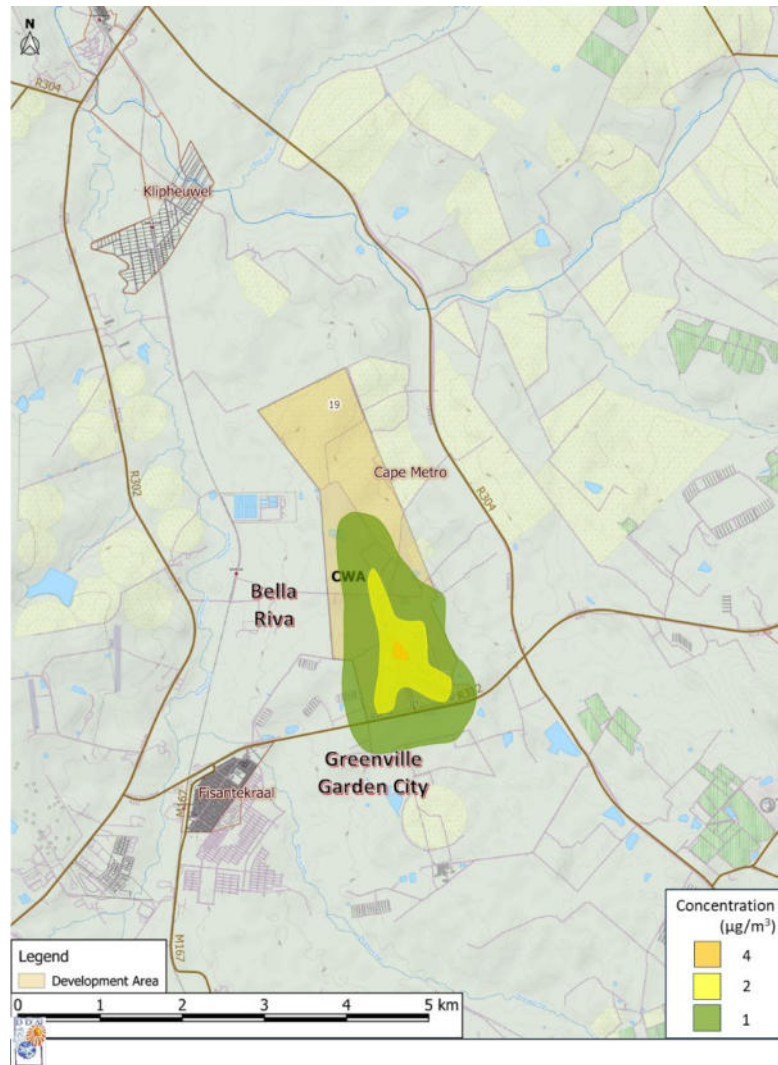 N
R304
Klipheuwel
19
Cape Metro
R302
R304
CWA
Bella
Riva
R312
Greenville
Garden City
Fisantekraal
M167
M167
Concentration
(µg/m³)
4
2
1
Legend
Development Area
0 1 2 3 4 5 km